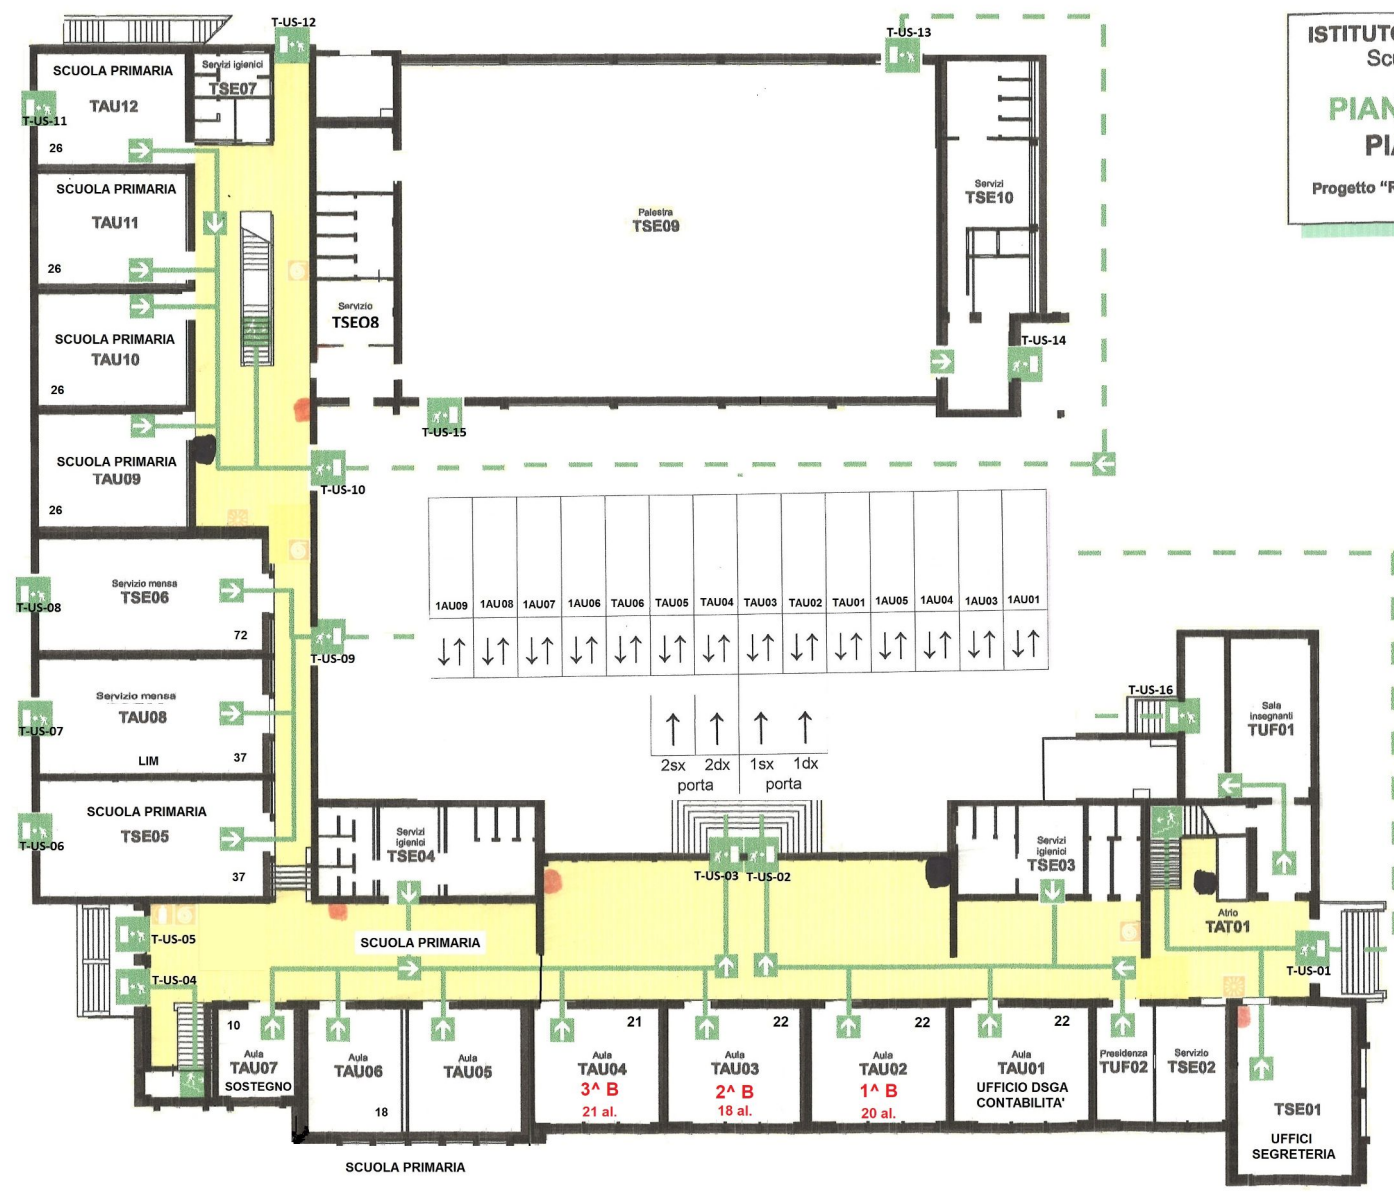 T-US-12
T-US-13
ISTITUTO
PIAN
Progetto "R
SCUOLA PRIMARIA
TAU12
26
T-US-11
Servizi igienici
TSE07
SCUOLA PRIMARIA
TAU11
26
SCUOLA PRIMARIA
TAU10
26
SCUOLA PRIMARIA
TAU09
26
Servizio
TSEO8
Palestra
TSE09
Servizi
TSE10
T-US-14
T-US-15
T-US-10
Servizio mensa
TSE06
72
T-US-08
T-US-09
Servizio mensa
TAU08
LIM
37
T-US-07
SCUOLA PRIMARIA
TSE05
37
T-US-06
1AU09 1AU08 1AU07 1AU06 TAU06 TAU05 TAU04 TAU03 TAU02 TAU01 1AU05 1AU04 1AU03 1AU01
2sx 2dx 1sx 1dx
porta porta
T-US-16
Sala
insegnanti
TUF01
Servizi
igienici
TSE04
T-US-03 T-US-02
Servizi
igienici
TSE03
Atrio
TAT01
T-US-01
T-US-05
T-US-04
SCUOLA PRIMARIA
10
Aula
TAU07
SOSTEGNO
Aula
TAU06
18
Aula
TAU05
21
Aula
TAU04
3^ B
21 al.
22
Aula
TAU03
2^ B
18 al.
22
Aula
TAU02
1^ B
20 al.
22
Aula
TAU01
UFFICIO DSGA
CONTABILITA'
Presidenza
TUF02
Servizio
TSE02
TSE01
UFFICI
SEGRETERIA
SCUOLA PRIMARIA